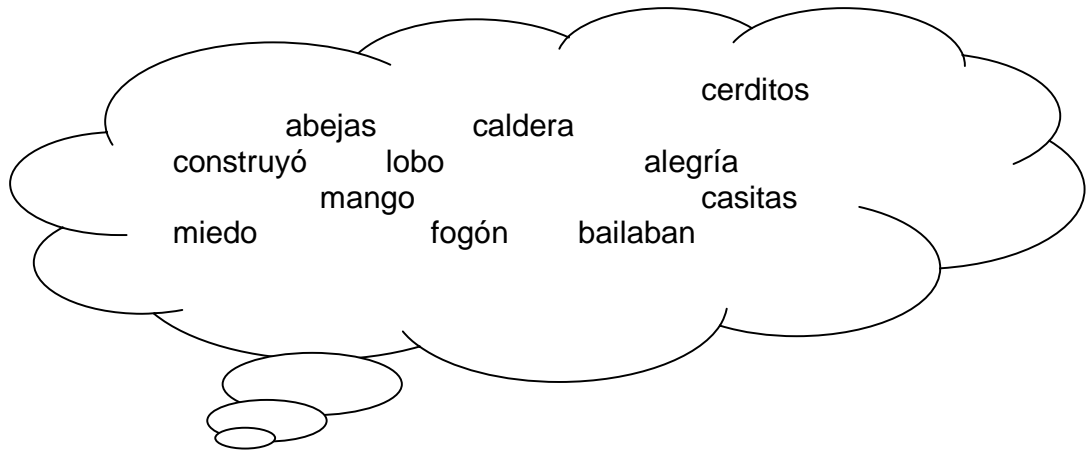 cerditos
abejas caldera
construyó lobo alegría
mango casitas
miedo fogón bailaban